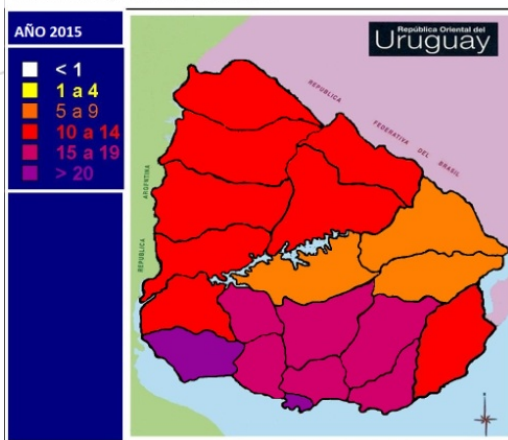 AÑO 2015
< 1
1 a 4
5 a 9
10 a 14
15 a 19
> 20
República Oriental del
Uruguay
REPUBLICA
FEDERATIVA DEL BRASIL
REPUBLICA ARGENTINA